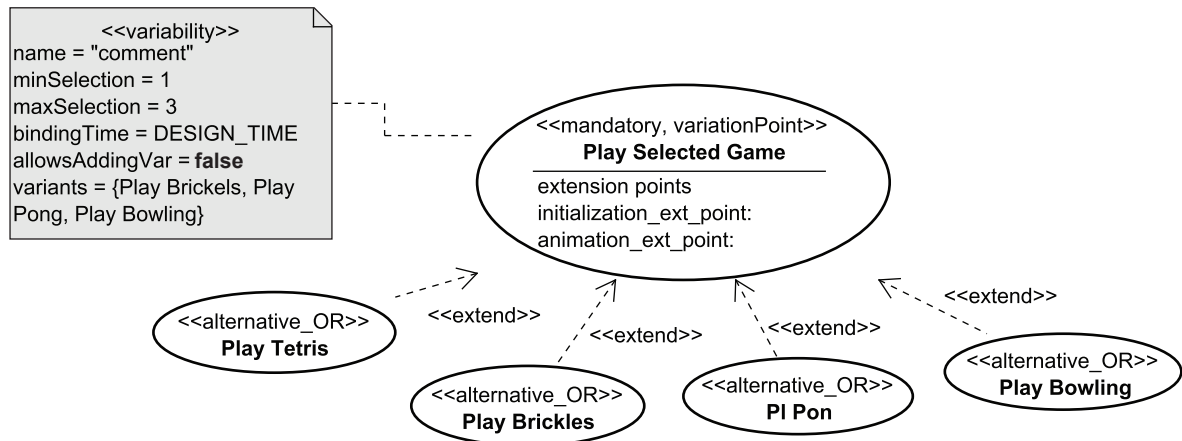 <<variability>>
name = "comment"
minSelection = 1
maxSelection = 3
bindingTime = DESIGN_TIME
allowsAddingVar = false
variants = {Play Brickels, Play
Pong, Play Bowling}
<<mandatory, variationPoint>>
Play Selected Game
extension points
initialization_ext_point:
animation_ext_point:
<<extend>>
<<extend>>
<<extend>>
<<extend>>
<<alternative_OR>>
Play Tetris
<<alternative_OR>>
Play Brickles
<<alternative_OR>>
Pl Pon
<<alternative_OR>>
Play Bowling